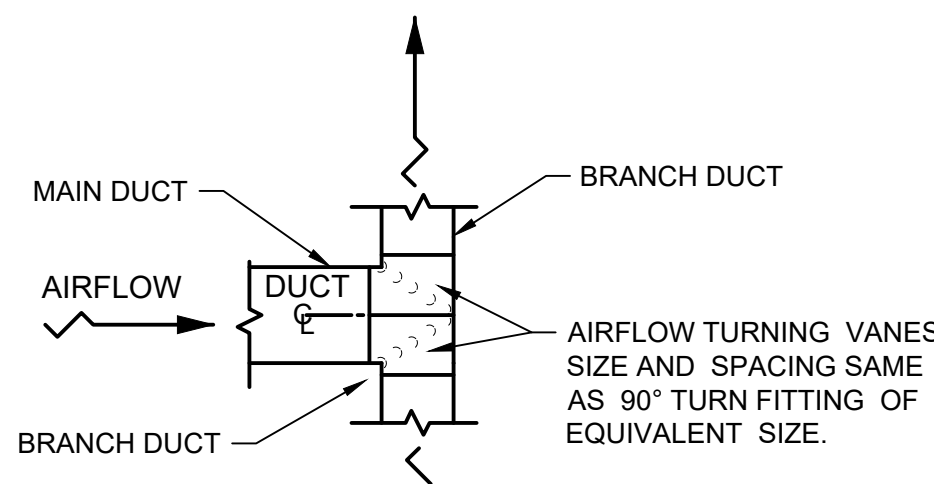 MAIN DUCT
BRANCH DUCT
AIRFLOW
DUCT
℄
AIRFLOW TURNING VANES
SIZE AND SPACING SAME
AS 90° TURN FITTING OF
EQUIVALENT SIZE.
BRANCH DUCT